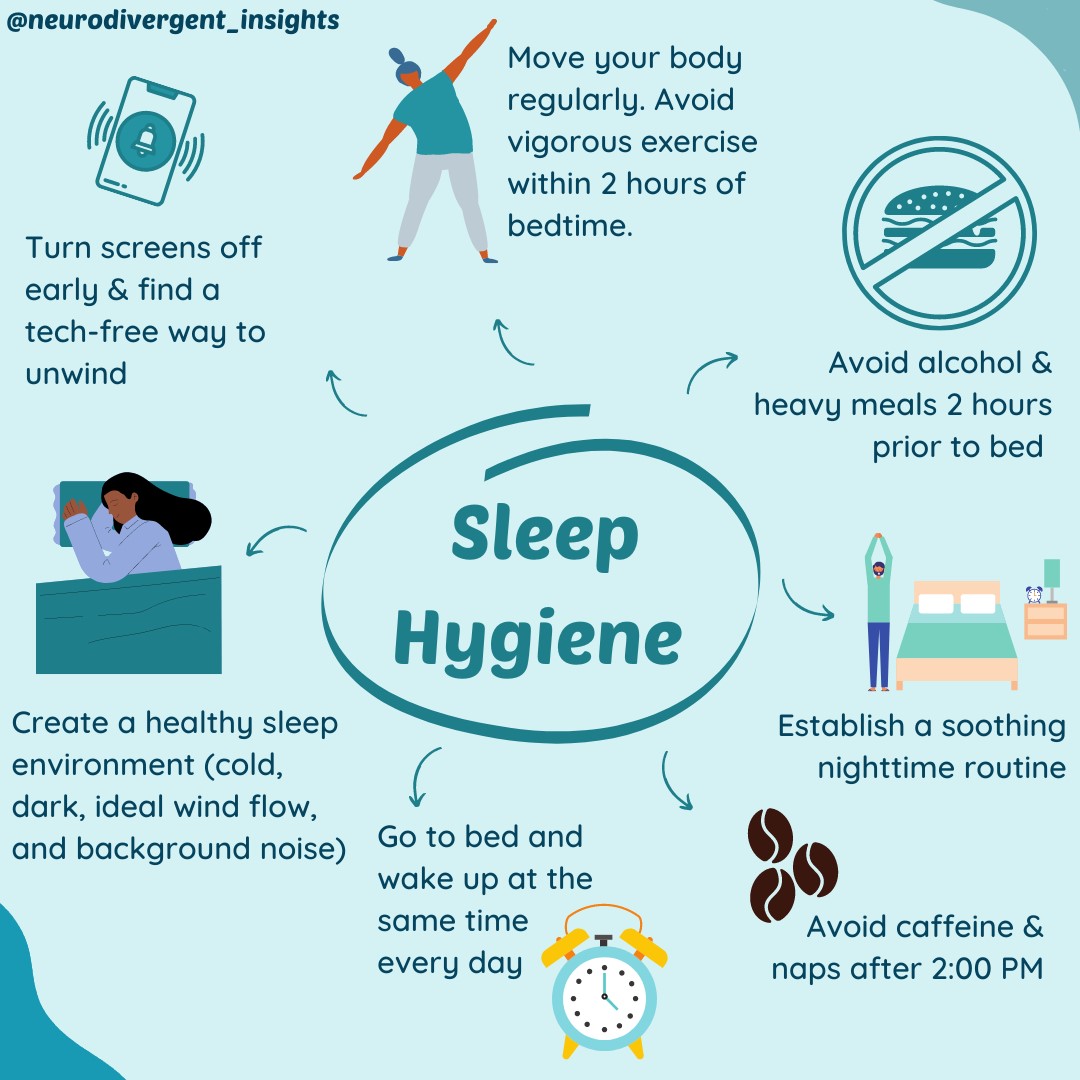 @neurodivergent_insights
Move your body
regularly. Avoid
vigorous exercise
within 2 hours of
bedtime.
Turn screens off
early & find a
tech-free way to
unwind
Avoid alcohol &
heavy meals 2 hours
prior to bed
Sleep
Hygiene
Create a healthy sleep
environment (cold,
dark, ideal wind flow,
and background noise)
Establish a soothing
nighttime routine
Go to bed and
wake up at the
same time
every day
Avoid caffeine &
naps after 2:00 PM